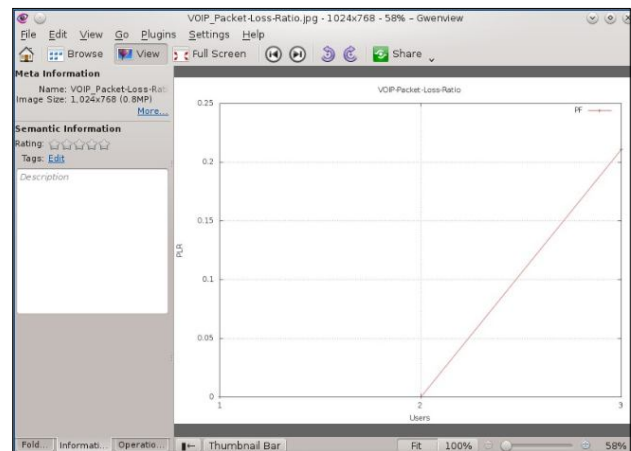 VOIP_Packet-Loss-Ratio.jpg - 1024x768 - 58% - Gwenview
File Edit View Go Plugins Settings Help
Browse View Full Screen Share
Meta Information
Name: VOIP_Packet-Loss-Rati
Image Size: 1,024x768 (0.8MP)
More...
Semantic Information
Rating:
Tags: Edit
Description
VOIP-Packet-Loss-Ratio
PF
0.25
0.2
0.15
0.1
0.05
0
PLR
1 2 3
Users
Fold... Informati... Operatio... Thumbnail Bar Fit 100% 58%